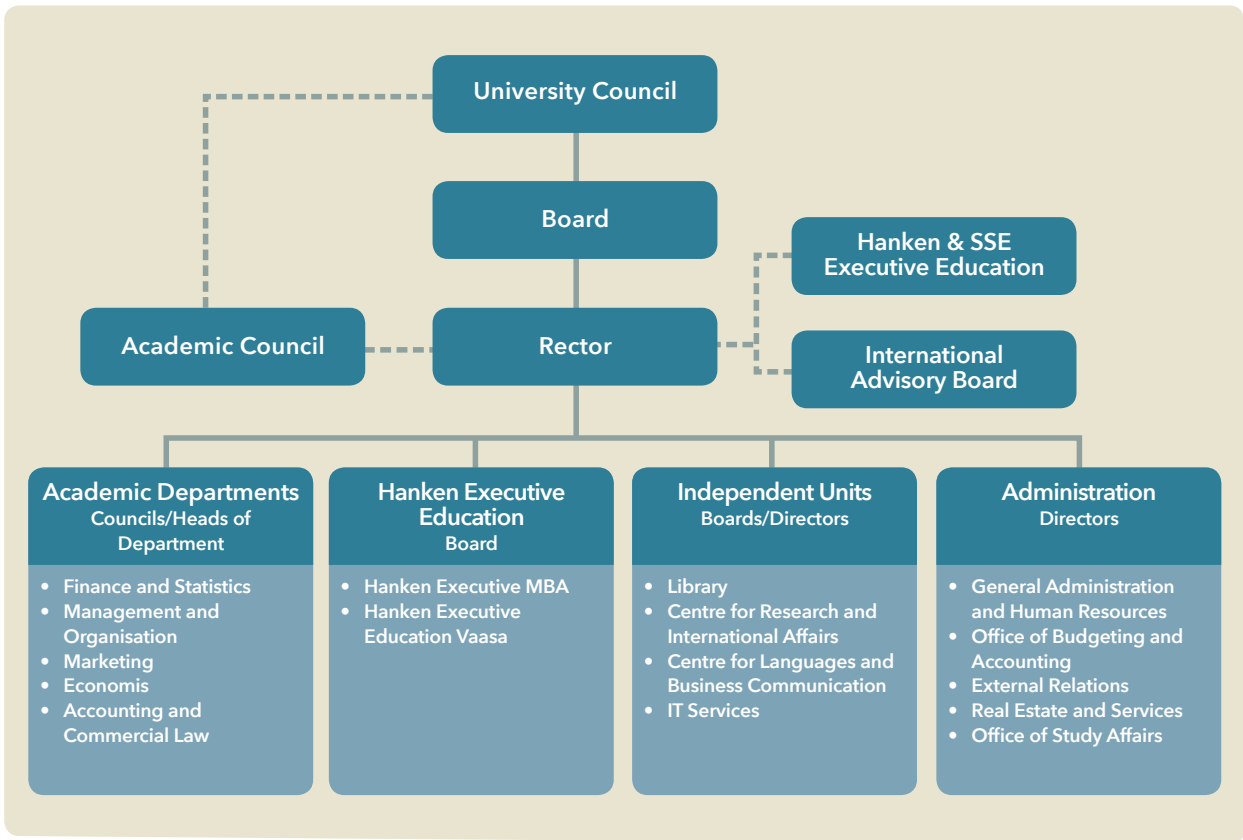 University Council
Board
Hanken & SSE
Executive Education
Academic Council
Rector
International
Advisory Board
Academic Departments
Councils/Heads of
Department
• Finance and Statistics
• Management and
Organisation
• Marketing
• Economis
• Accounting and
Commercial Law
Hanken Executive
Education
Board
• Hanken Executive MBA
• Hanken Executive
Education Vaasa
Independent Units
Boards/Directors
• Library
• Centre for Research and
International Affairs
• Centre for Languages and
Business Communication
• IT Services
Administration
Directors
• General Administration
and Human Resources
• Office of Budgeting and
Accounting
• External Relations
• Real Estate and Services
• Office of Study Affairs